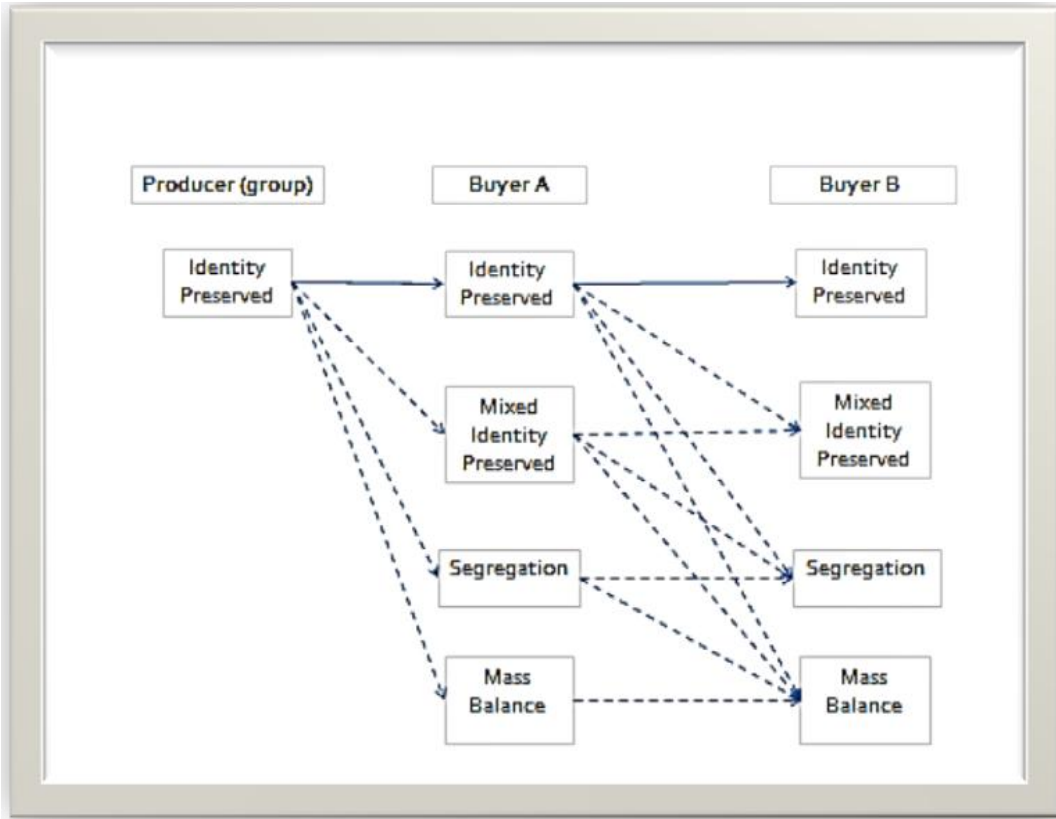 Producer (group)
Buyer A
Buyer B
Identity
Preserved
Identity
Preserved
Identity
Preserved
Mixed
Identity
Preserved
Mixed
Identity
Preserved
Segregation
Segregation
Mass
Balance
Mass
Balance